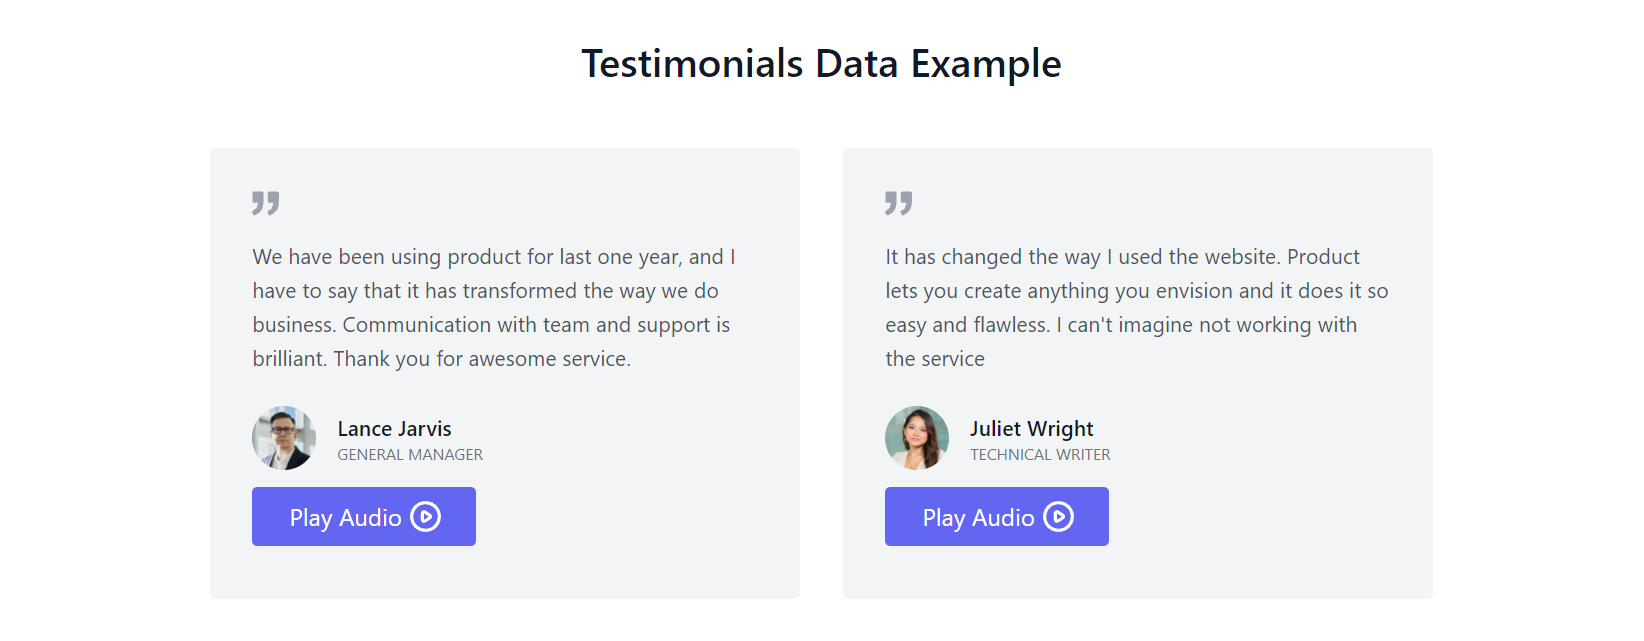 Testimonials Data Example
We have been using product for last one year, and I
have to say that it has transformed the way we do
business. Communication with team and support is
brilliant. Thank you for awesome service.
Lance Jarvis
GENERAL MANAGER
Play Audio
It has changed the way I used the website. Product
lets you create anything you envision and it does it so
easy and flawless. I can't imagine not working with
the service
Juliet Wright
TECHNICAL WRITER
Play Audio